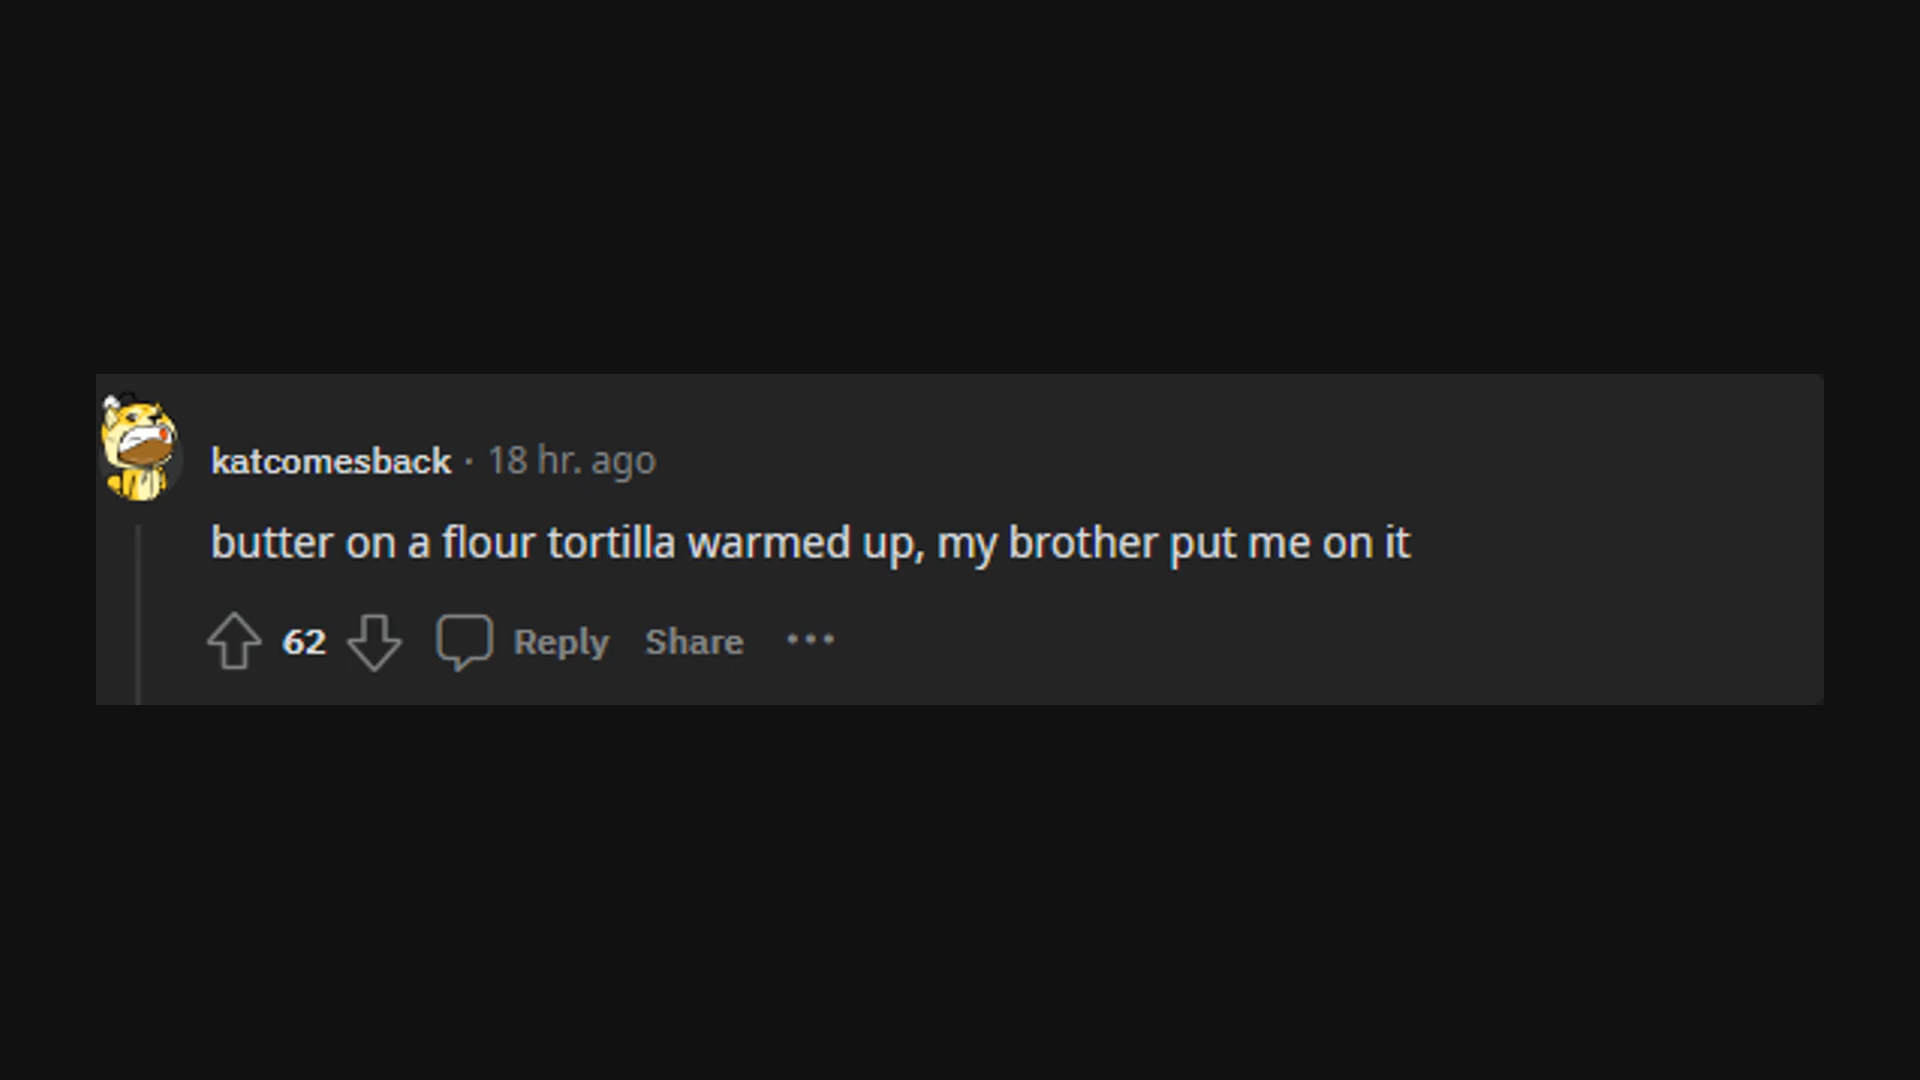 katcomesback · 18 hr. ago
butter on a flour tortilla warmed up, my brother put me on it
62 Reply Share ···